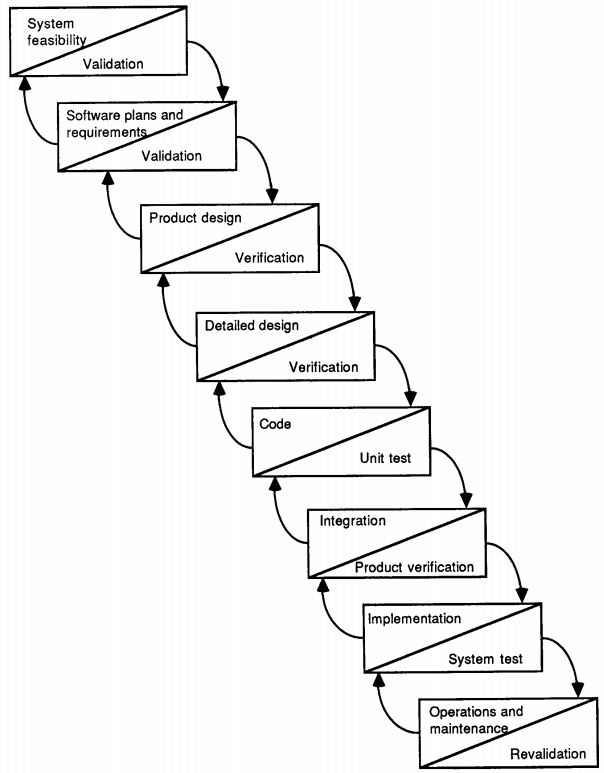 System
feasibility
Validation
Software plans and
requirements
Validation
Product design
Verification
Detailed design
Verification
Code
Unit test
Integration
Product verification
Implementation
System test
Operations and
maintenance
Revalidation